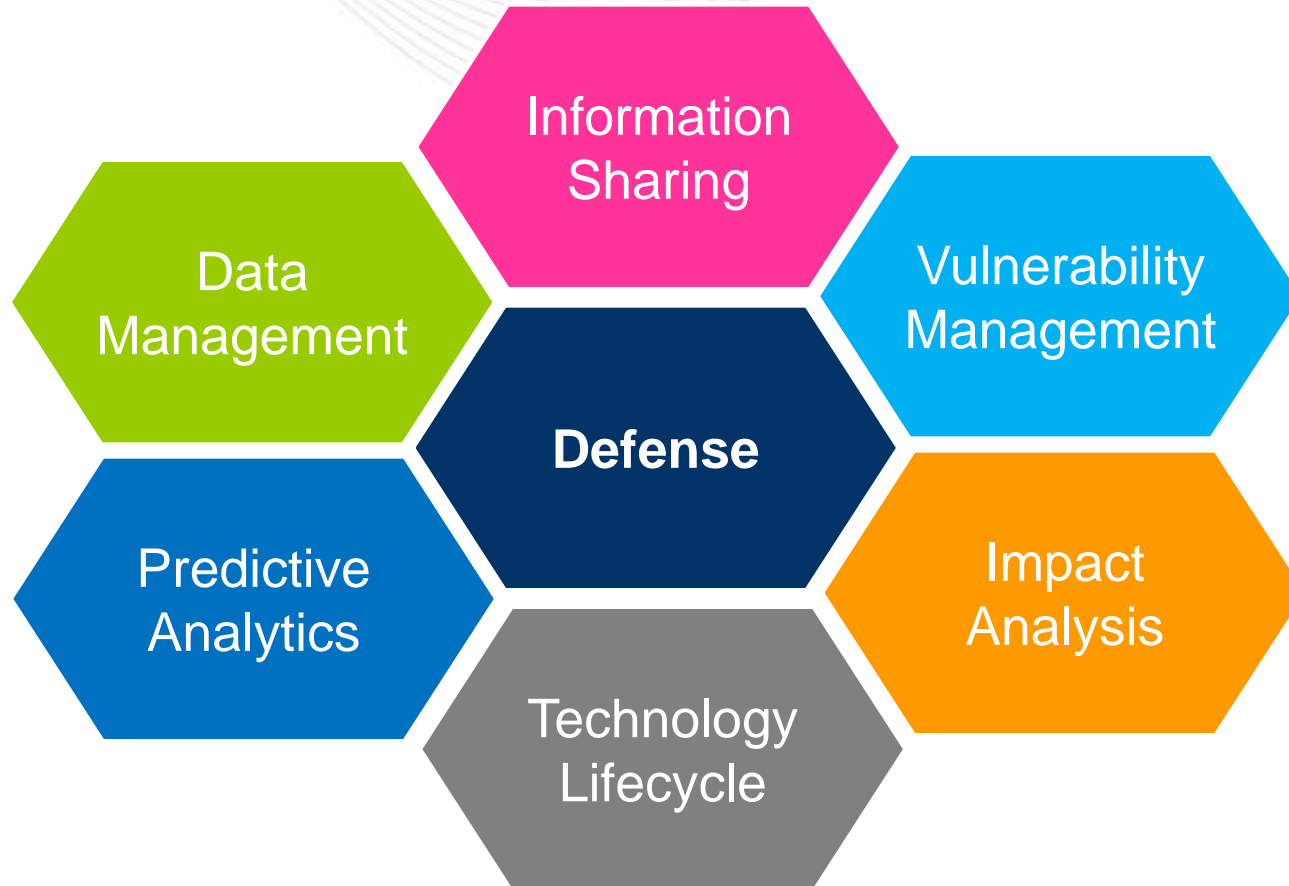 Information
Sharing
Data
Management
Vulnerability
Management
Defense
Predictive
Analytics
Impact
Analysis
Technology
Lifecycle